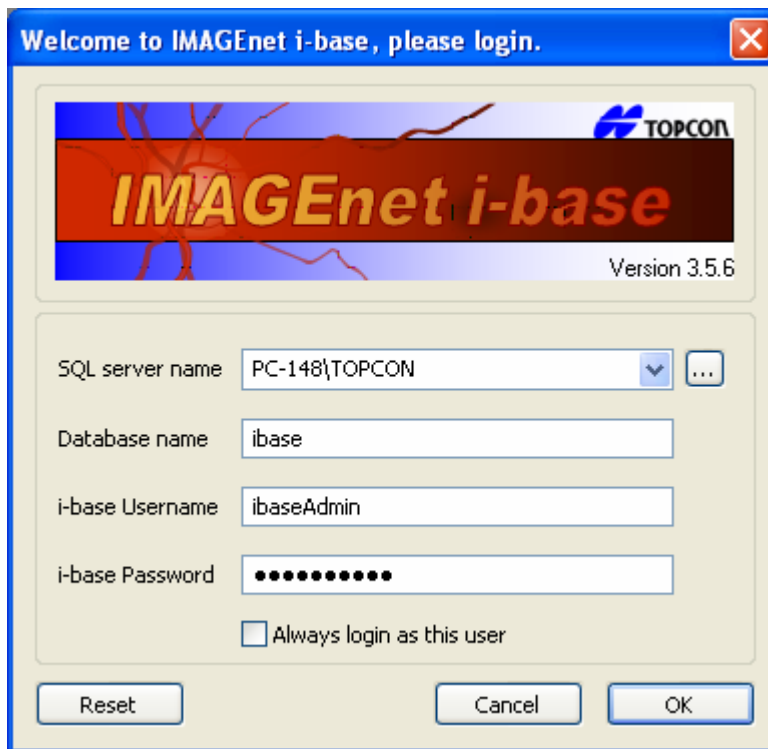 Welcome to IMAGEnet i-base, please login.
TOPCON
IMAGEnet i-base
Version 3.5.6
SQL server name PC-148\TOPCON ...
Database name ibase
i-base Username ibaseAdmin
i-base Password ●●●●●●●●●●
Always login as this user
Reset Cancel OK